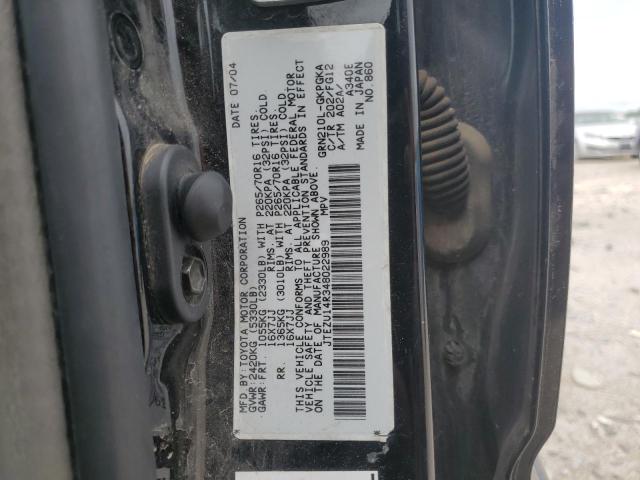 MFD BY: TOYOTA MOTOR CORPORATION DATE 07/04
GVWR: 2420KG (5330LB)
GAWR: FRT. 1055KG (2330LB) WITH P265/70R16 TIRES.
16X7JJ RIMS. AT 220KPA (32PSI) COLD.
RR. 1365KG (3010LB) WITH P265/70R16 TIRES.
16X7JJ RIMS. AT 220KPA (32PSI) COLD.
THIS VEHICLE CONFORMS TO ALL APPLICABLE FEDERAL MOTOR
VEHICLE SAFETY AND THEFT PREVENTION STANDARDS IN EFFECT
ON THE DATE OF MANUFACTURE SHOWN ABOVE.
JTEZU14R348022989 MPV GRN210L-GKPGKA
C/TR 202/FG12
A/TM A02A/ A340E
MADE IN JAPAN
NO.860